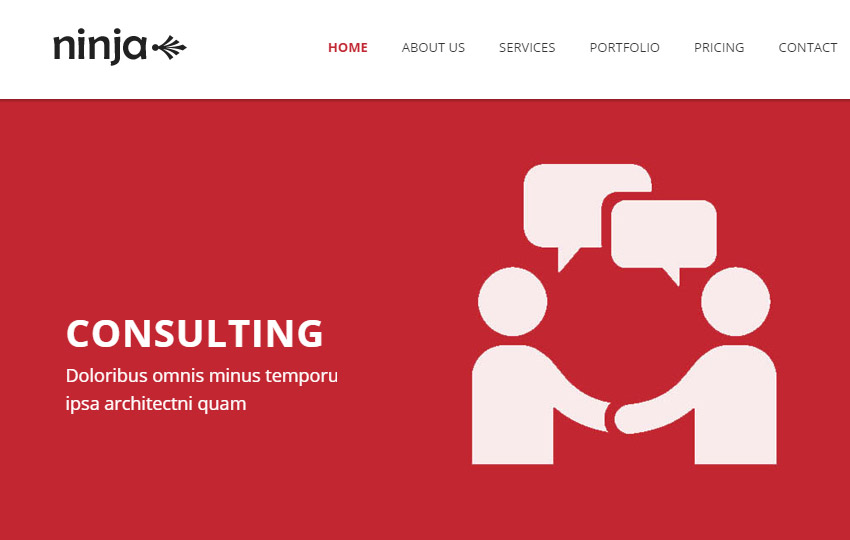 ninja
HOME ABOUT US SERVICES PORTFOLIO PRICING CONTACT
CONSULTING
Doloribus omnis minus temporu
ipsa architectni quam